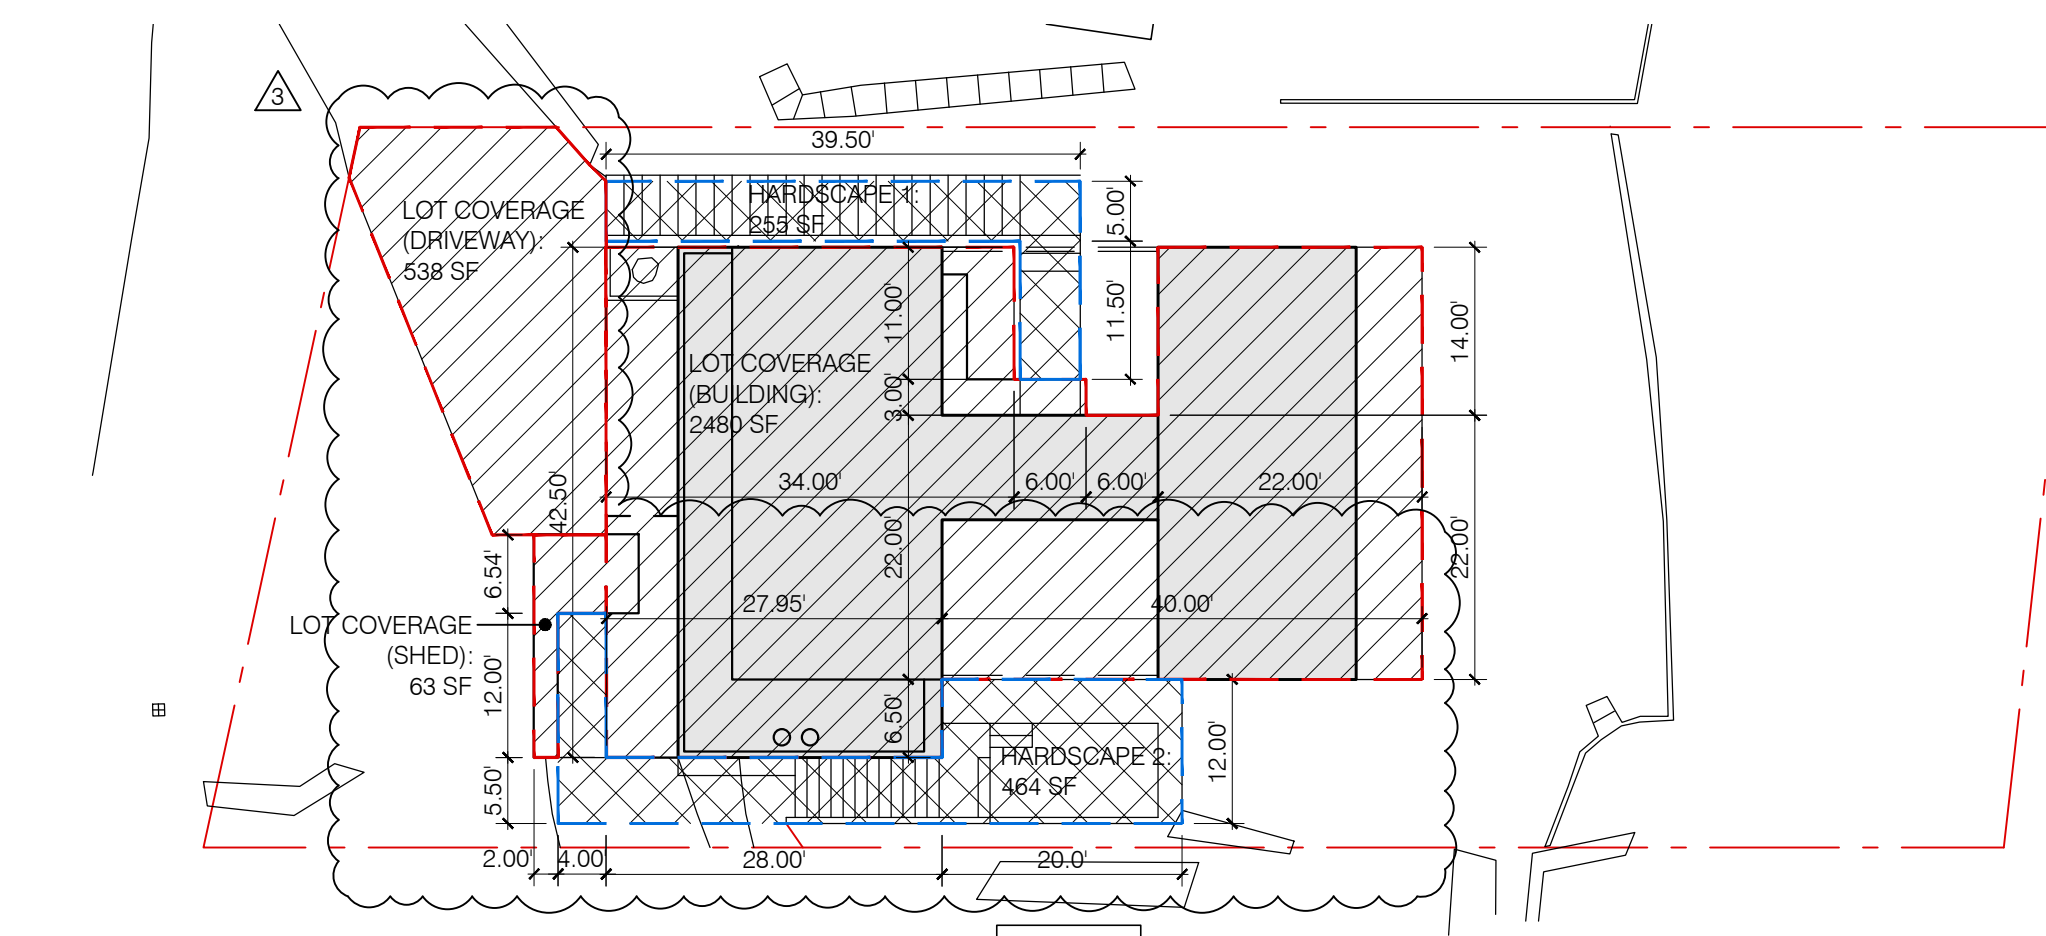 3
39.50'
HARDSCAPE 1:
255 SF
5.00'
LOT COVERAGE
(DRIVEWAY):
538 SF
11.00'
11.50'
14.00'
LOT COVERAGE
(BUILDING):
2480 SF
3.00'
42.50'
34.00'
6.00'
6.00'
22.00'
22.00'
22.00'
6.54'
27.95'
40.00'
LOT COVERAGE
(SHED):
63 SF
12.00'
6.50'
HARDSCAPE 2:
464 SF
12.00'
5.50'
2.00'
4.00'
28.00'
20.0'